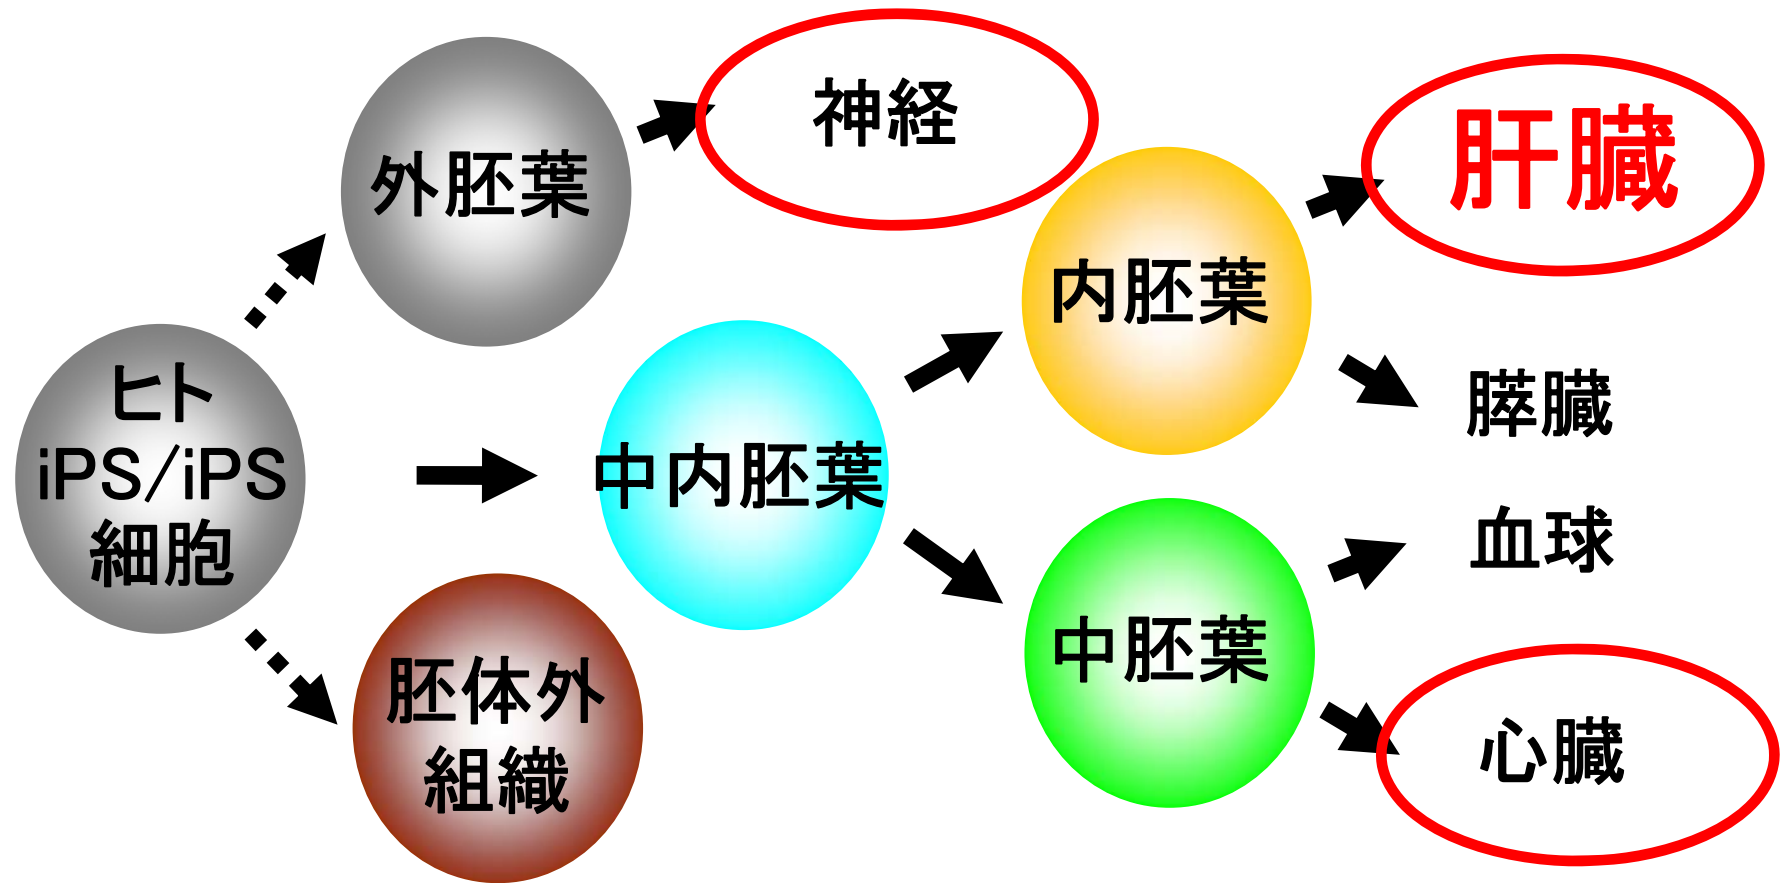 外胚葉
神経
肝臓
内胚葉
ヒト
iPS/iPS
細胞
中内胚葉
膵臓
血球
胚体外
組織
中胚葉
心臓